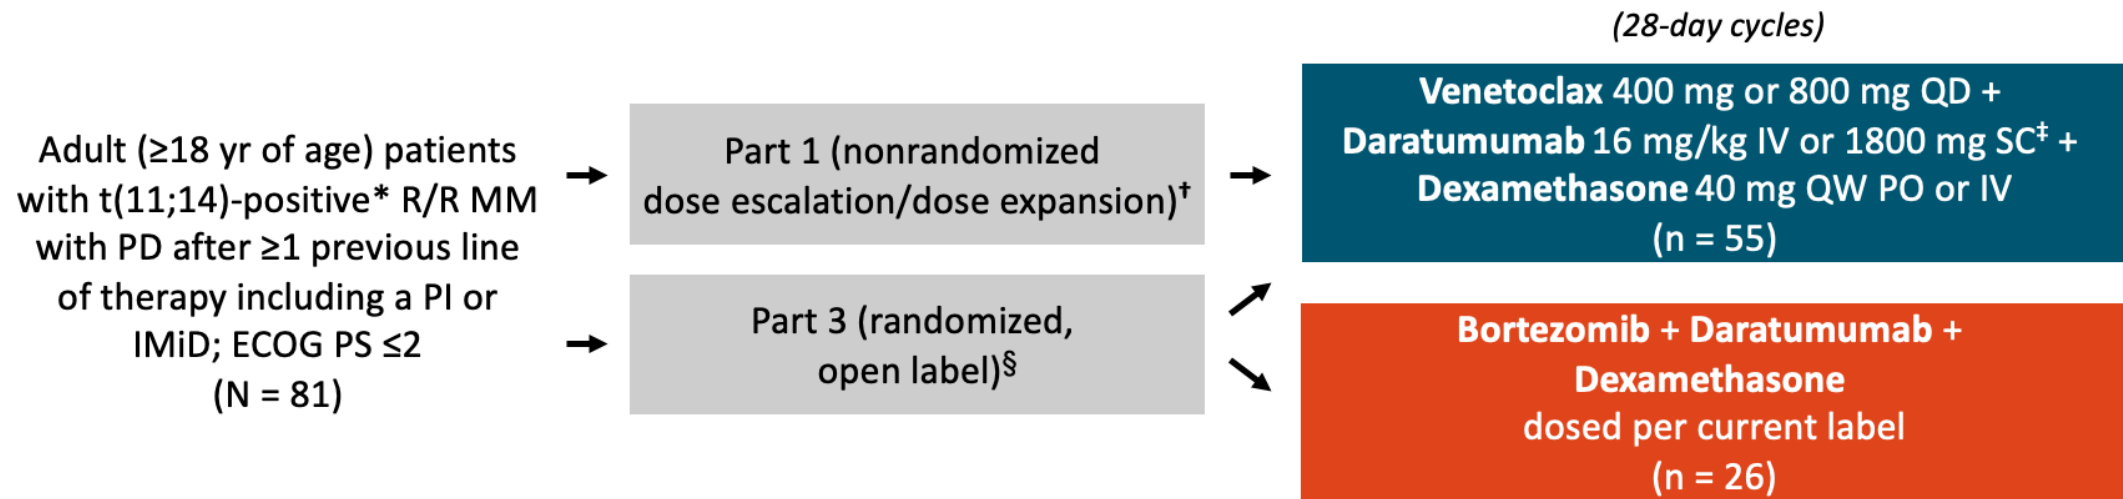 (28-day cycles)
Adult (≥18 yr of age) patients
with t(11;14)-positive* R/R MM
with PD after ≥1 previous line
of therapy including a PI or
IMiD; ECOG PS ≤2
(N = 81)
Part 1 (nonrandomized
dose escalation/dose expansion)†
Part 3 (randomized,
open label)§
Venetoclax 400 mg or 800 mg QD +
Daratumumab 16 mg/kg IV or 1800 mg SC‡ +
Dexamethasone 40 mg QW PO or IV
(n = 55)
Bortezomib + Daratumumab +
Dexamethasone
dosed per current label
(n = 26)